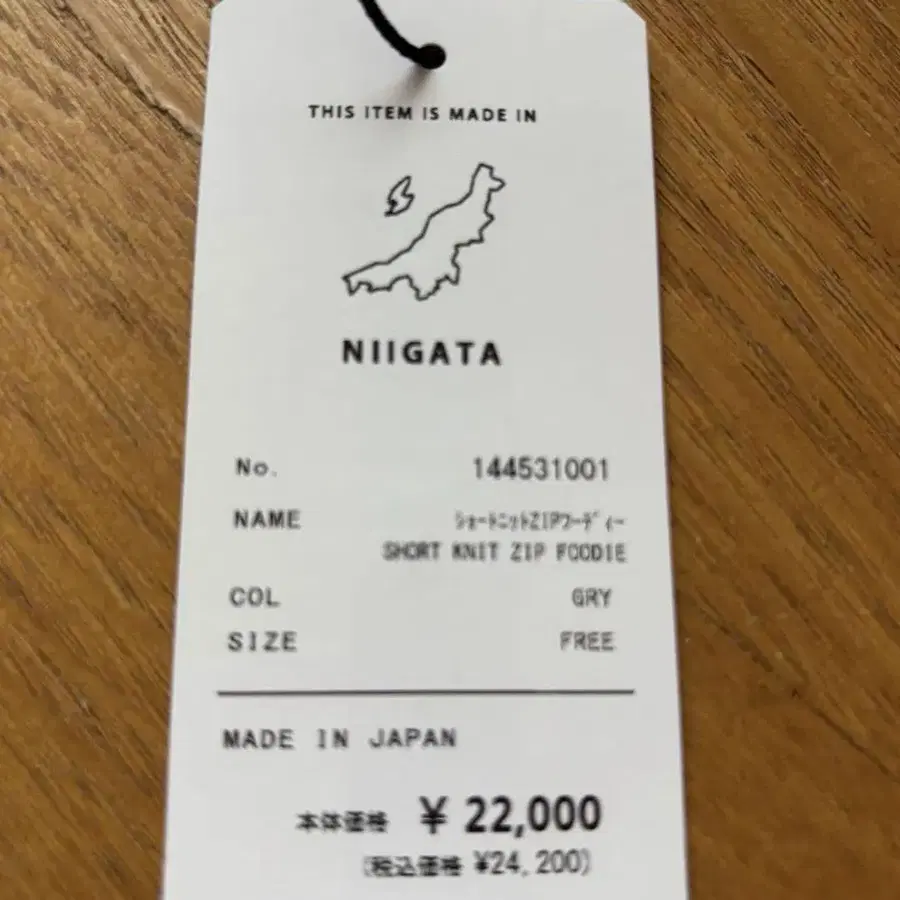 THIS ITEM IS MADE IN
NIIGATA
No. 144531001
NAME ｼｮｰﾄﾆｯﾄZIPﾌｰﾃﾞｨｰ
SHORT KNIT ZIP FOODIE
COL GRY
SIZE FREE
MADE IN JAPAN
本体価格 ¥ 22,000
(税込価格 ¥24,200)